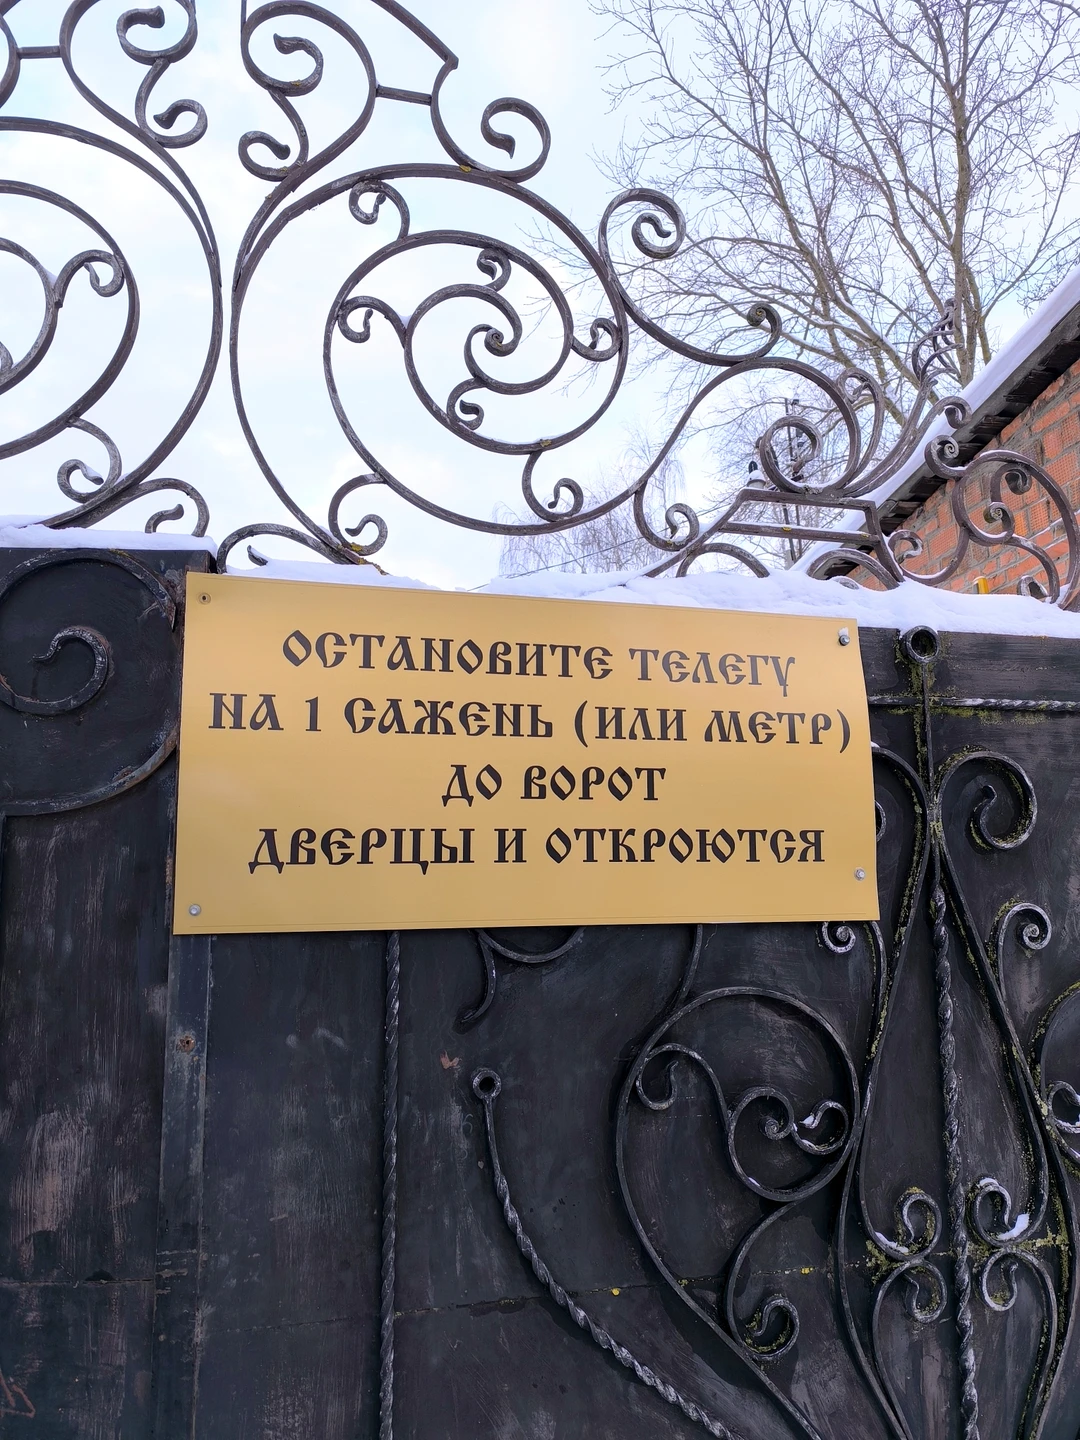 ОСТАНОВИТЕ ТЕЛЕГУ
НА 1 САЖЕНЬ (ИЛИ МЕТР)
ДО ВОРОТ
ДВЕРЦЫ И ОТКРОЮТСЯ